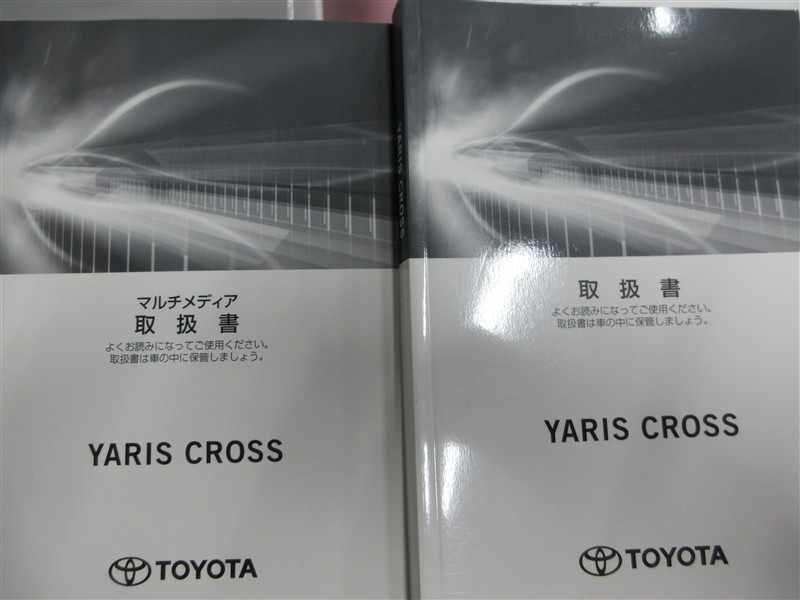 マルチメディア
取扱書
よくお読みになってご使用ください。
取扱書は車の中に保管しましょう。
YARIS CROSS
TOYOTA
YARIS CROSS
取扱書
よくお読みになってご使用ください。
取扱書は車の中に保管しましょう。
YARIS CROSS
TOYOTA